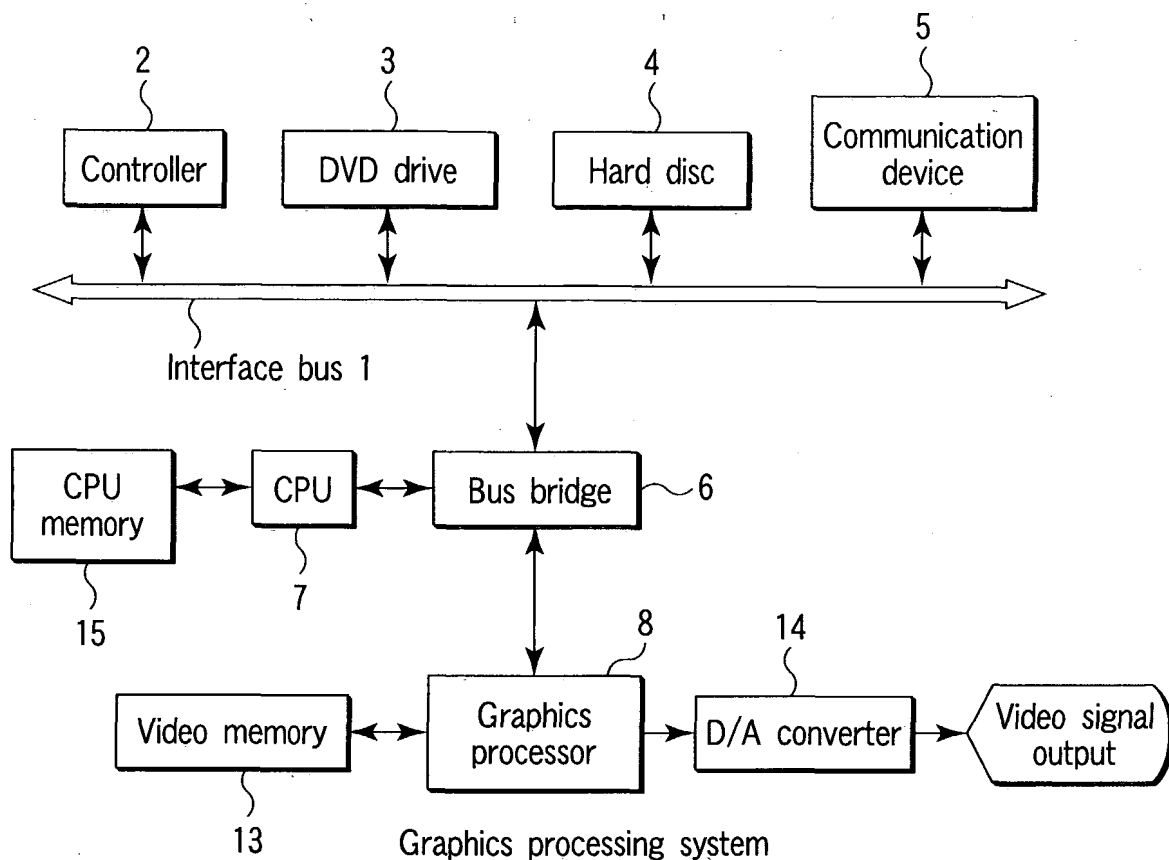 2
3
4
5
Controller
DVD drive
Hard disc
Communication
device
Interface bus 1
CPU
memory
CPU
Bus bridge
6
15
7
8
14
Video memory
Graphics
processor
D/A converter
Video signal
output
13
Graphics processing system